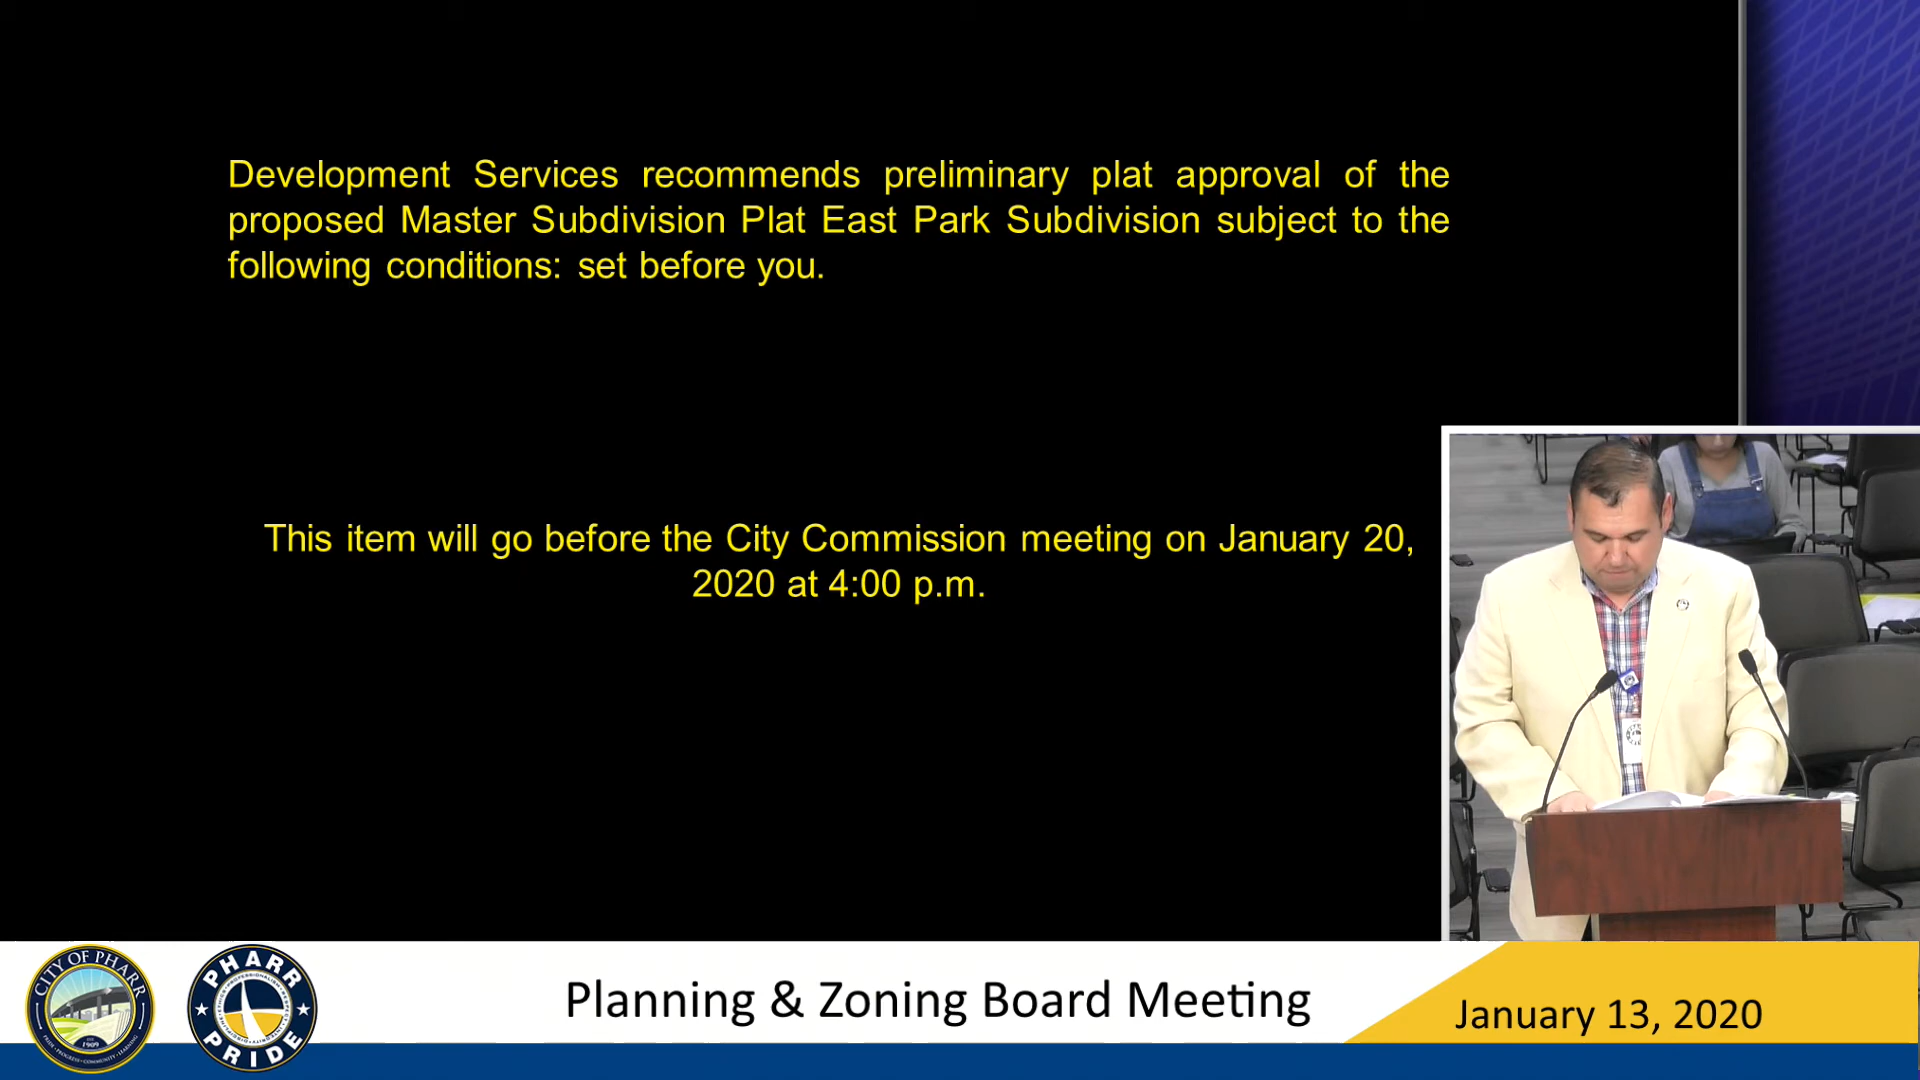 Development Services recommends preliminary plat approval of the
proposed Master Subdivision Plat East Park Subdivision subject to the
following conditions: set before you.
This item will go before the City Commission meeting on January 20,
2020 at 4:00 p.m.
CITY OF PHARR
1909
PHARR
PRIDE
Planning & Zoning Board Meeting
January 13, 2020